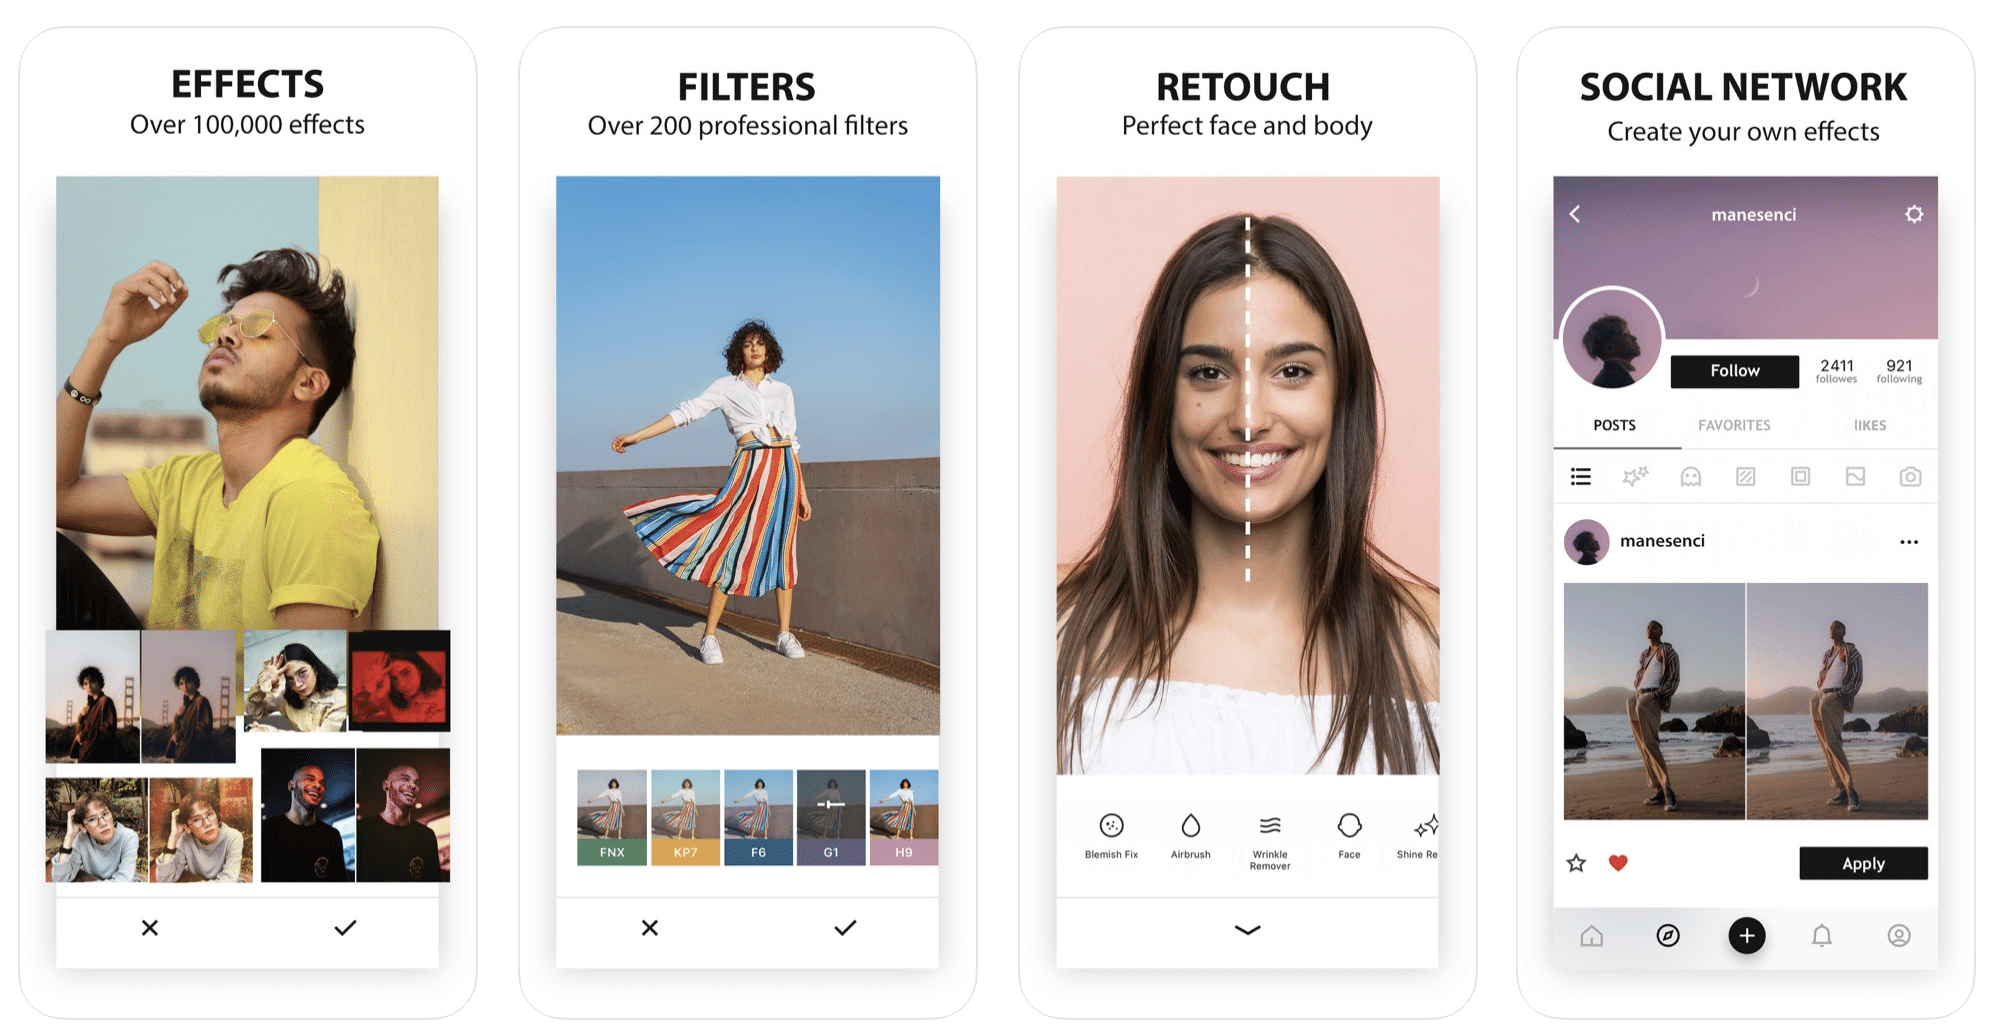 EFFECTS
Over 100,000 effects
FILTERS
Over 200 professional filters
FNX
KP7
F6
G1
H9
RETOUCH
Perfect face and body
Blemish Fix
Airbrush
Wrinkle
Remover
Face
Shine Re
SOCIAL NETWORK
Create your own effects
manesenci
Follow
2411
followes
921
following
POSTS
FAVORITES
lIKES
manesenci
Apply